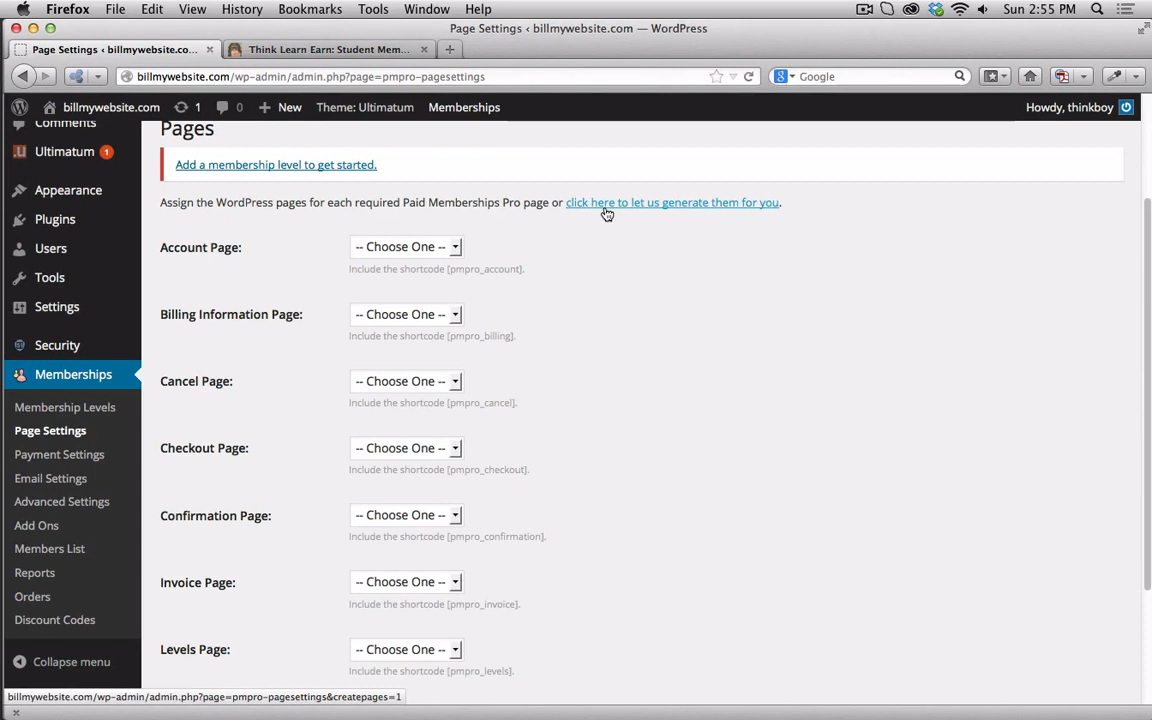 Firefox File Edit View History Bookmarks Tools Window Help Sun 2:55 PM
Page Settings ‹ billmywebsite.com — WordPress
Page Settings ‹ billmywebsite.co... Think Learn Earn: Student Mem...
billmywebsite.com/wp-admin/admin.php?page=pmpro-pagesettings Google
billmywebsite.com 1 0 New Theme: Ultimatum Memberships Howdy, thinkboy
Comments
Ultimatum 1
Appearance
Plugins
Users
Tools
Settings
Security
Memberships
Membership Levels
Page Settings
Payment Settings
Email Settings
Advanced Settings
Add Ons
Members List
Reports
Orders
Discount Codes
Collapse menu
Pages
Add a membership level to get started.
Assign the WordPress pages for each required Paid Memberships Pro page or click here to let us generate them for you.
Account Page: -- Choose One --
Include the shortcode [pmpro_account].
Billing Information Page: -- Choose One --
Include the shortcode [pmpro_billing].
Cancel Page: -- Choose One --
Include the shortcode [pmpro_cancel].
Checkout Page: -- Choose One --
Include the shortcode [pmpro_checkout].
Confirmation Page: -- Choose One --
Include the shortcode [pmpro_confirmation].
Invoice Page: -- Choose One --
Include the shortcode [pmpro_invoice].
Levels Page: -- Choose One --
Include the shortcode [pmpro_levels].
billmywebsite.com/wp-admin/admin.php?page=pmpro-pagesettings&createpages=1